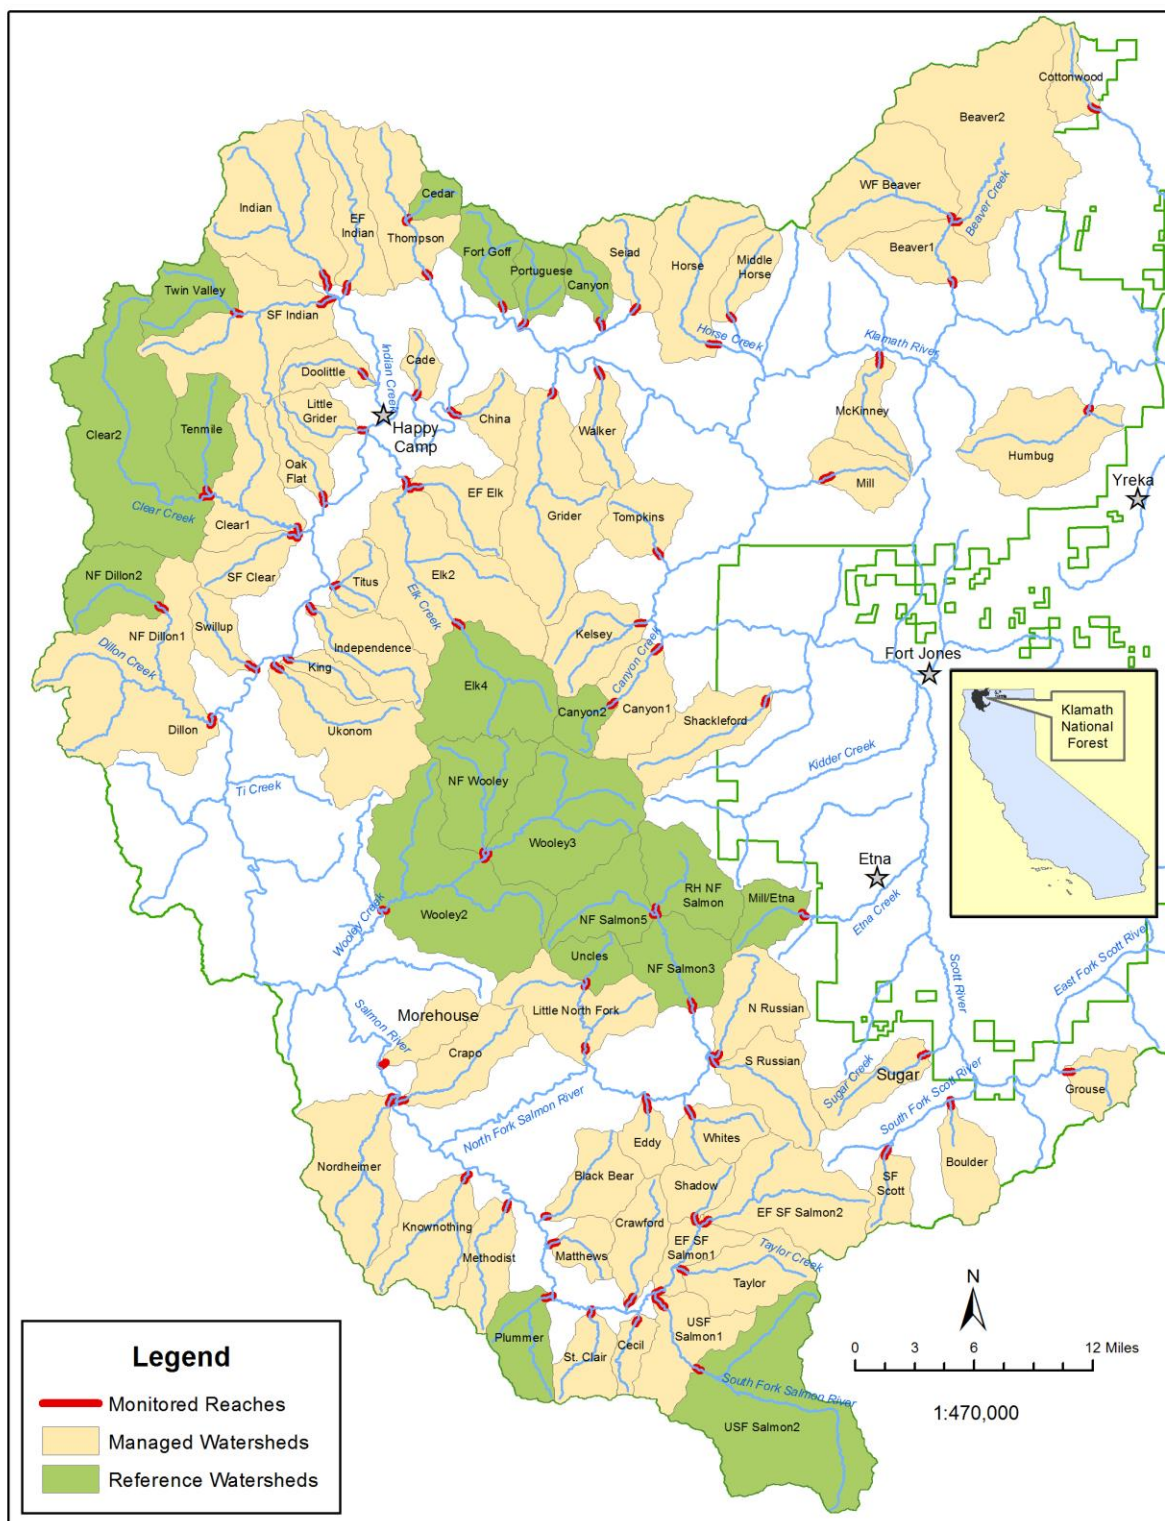 Cottonwood
Beaver2
WF Beaver
Beaver Creek
Beaver1
Indian
EF
Indian
Cedar
Thompson
Fort Goff
Portuguese
Canyon
Seiad
Horse
Middle
Horse
Twin Valley
SF Indian
Horse Creek
Klamath River
Doolittle
Indian Creek
Cade
Little
Grider
Happy
Camp
China
Walker
McKinney
Clear2
Tenmile
Oak
Flat
EF Elk
Grider
Mill
Humbug
Yreka
Clear Creek
Clear1
Tompkins
NF Dillon2
SF Clear
Titus
Elk2
Elk Creek
Swillup
NF Dillon1
Dillon Creek
Independence
Kelsey
Canyon Creek
Fort Jones
King
Elk4
Canyon2
Canyon1
Shackleford
Klamath
National
Forest
Dillon
Ukonom
Kidder Creek
Ti Creek
NF Wooley
Wooley3
Etna
RH NF
Salmon
Mill/Etna
Wooley2
Wooley Creek
NF Salmon5
Etna Creek
Uncles
NF Salmon3
Scott River
East Fork Scott River
Salmon River
Morehouse
Little North Fork
N Russian
Crapo
S Russian
Sugar Creek
Sugar
South Fork Scott River
Grouse
North Fork Salmon River
Eddy
Whites
Nordheimer
Black Bear
Shadow
SF
Scott
Boulder
Knownothing
Crawford
EF SF Salmon2
Methodist
Matthews
EF SF
Salmon1
Taylor Creek
Taylor
Plummer
St. Clair
Cecil
USF
Salmon1
South Fork Salmon River
USF Salmon2
N
0 3 6 12 Miles
1:470,000
Legend
Monitored Reaches
Managed Watersheds
Reference Watersheds